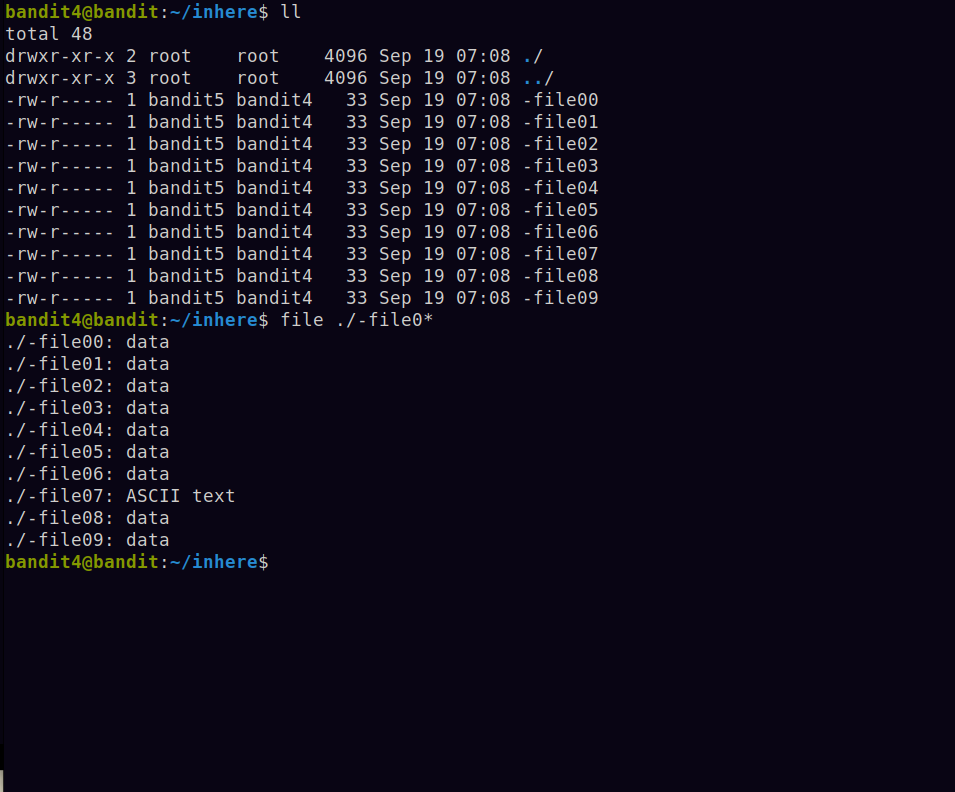 bandit4@bandit:~/inhere$ ll
total 48
drwxr-xr-x 2 root    root    4096 Sep 19 07:08 ./
drwxr-xr-x 3 root    root    4096 Sep 19 07:08 ../
-rw-r----- 1 bandit5 bandit4   33 Sep 19 07:08 -file00
-rw-r----- 1 bandit5 bandit4   33 Sep 19 07:08 -file01
-rw-r----- 1 bandit5 bandit4   33 Sep 19 07:08 -file02
-rw-r----- 1 bandit5 bandit4   33 Sep 19 07:08 -file03
-rw-r----- 1 bandit5 bandit4   33 Sep 19 07:08 -file04
-rw-r----- 1 bandit5 bandit4   33 Sep 19 07:08 -file05
-rw-r----- 1 bandit5 bandit4   33 Sep 19 07:08 -file06
-rw-r----- 1 bandit5 bandit4   33 Sep 19 07:08 -file07
-rw-r----- 1 bandit5 bandit4   33 Sep 19 07:08 -file08
-rw-r----- 1 bandit5 bandit4   33 Sep 19 07:08 -file09
bandit4@bandit:~/inhere$ file ./-file0*
./-file00: data
./-file01: data
./-file02: data
./-file03: data
./-file04: data
./-file05: data
./-file06: data
./-file07: ASCII text
./-file08: data
./-file09: data
bandit4@bandit:~/inhere$